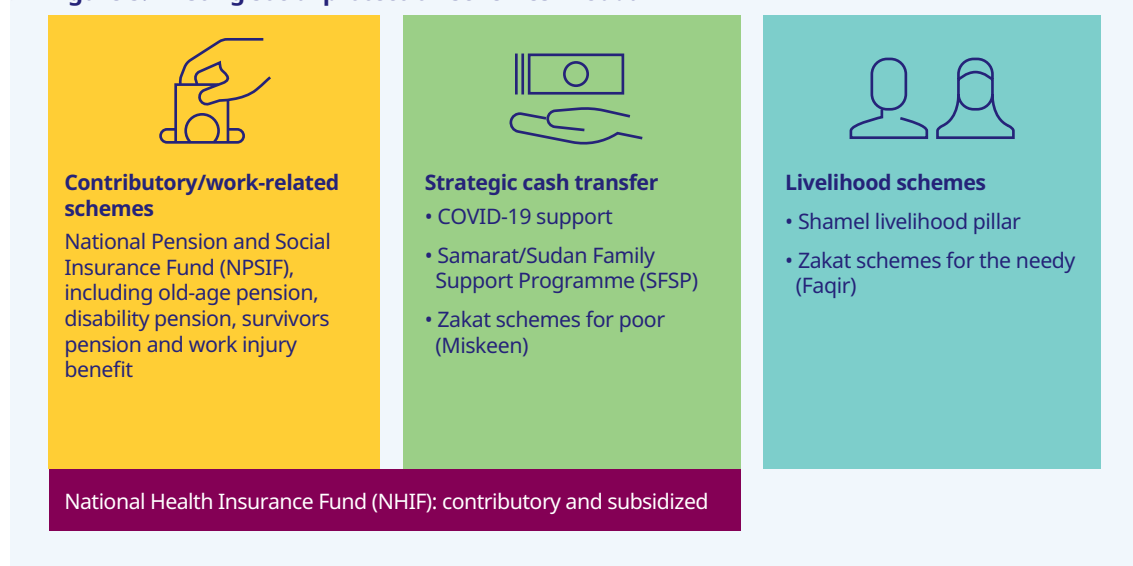 Contributory/work-related
schemes
National Pension and Social
Insurance Fund (NPSIF),
including old-age pension,
disability pension, survivors
pension and work injury
benefit
Strategic cash transfer
• COVID-19 support
• Samarat/Sudan Family
Support Programme (SFSP)
• Zakat schemes for poor
(Miskeen)
Livelihood schemes
• Shamel livelihood pillar
• Zakat schemes for the needy
(Faqir)
National Health Insurance Fund (NHIF): contributory and subsidized